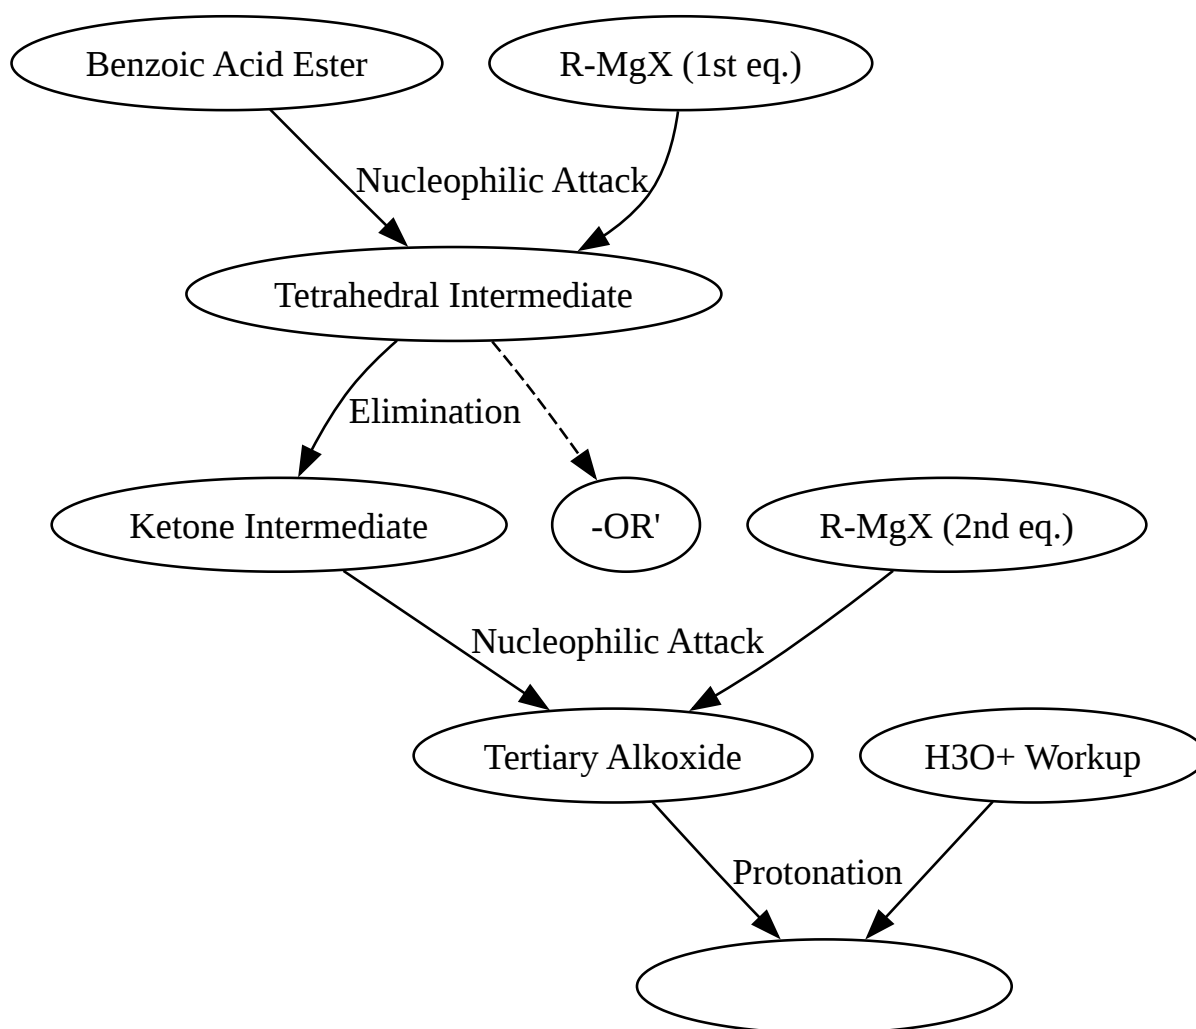 Benzoic Acid Ester
R-MgX (1st eq.)
Nucleophilic Attack
Tetrahedral Intermediate
Elimination
Ketone Intermediate
-OR'
R-MgX (2nd eq.)
Nucleophilic Attack
Tertiary Alkoxide
H3O+ Workup
Protonation